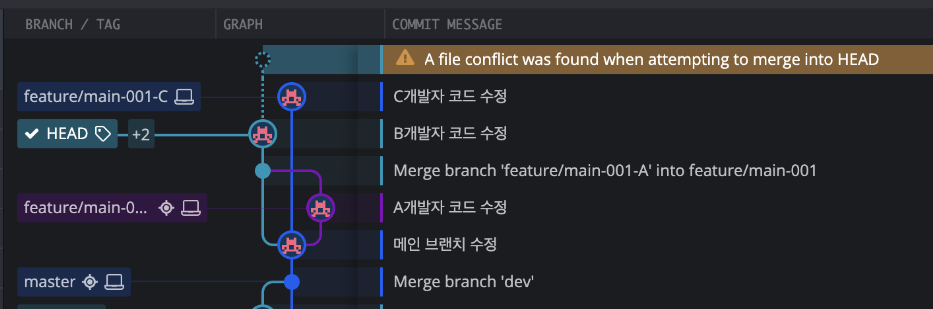 BRANCH / TAG GRAPH COMMIT MESSAGE
A file conflict was found when attempting to merge into HEAD
feature/main-001-C C개발자 코드 수정
HEAD +2 B개발자 코드 수정
Merge branch 'feature/main-001-A' into feature/main-001
feature/main-0... A개발자 코드 수정
메인 브랜치 수정
master Merge branch 'dev'